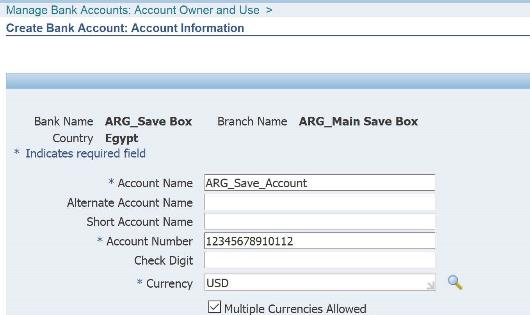 Manage Bank Accounts: Account Owner and Use >
Create Bank Account: Account Information
Bank Name ARG_Save Box Branch Name ARG_Main Save Box
Country Egypt
* Indicates required field
* Account Name ARG_Save_Account
Alternate Account Name
Short Account Name
* Account Number 12345678910112
Check Digit
* Currency USD
Multiple Currencies Allowed